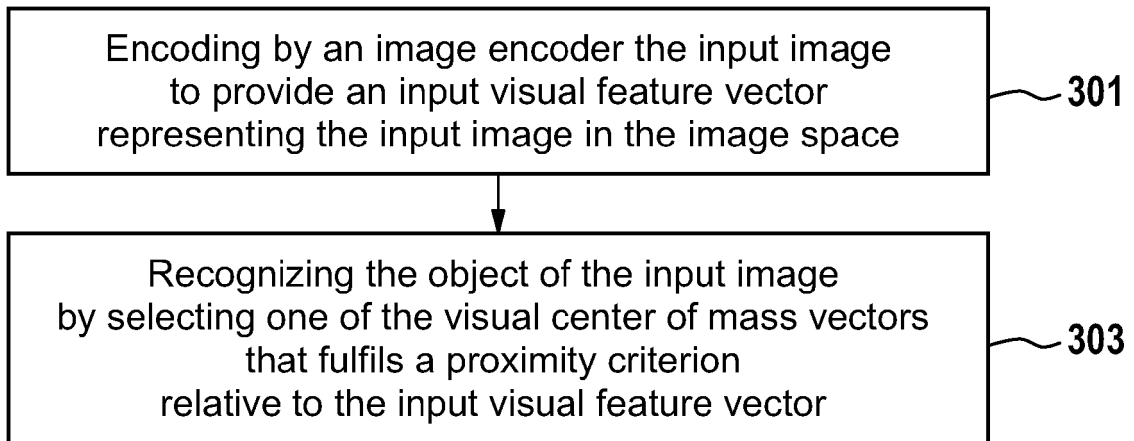 Encoding by an image encoder the input image
to provide an input visual feature vector
representing the input image in the image space
301
Recognizing the object of the input image
by selecting one of the visual center of mass vectors
that fulfils a proximity criterion
relative to the input visual feature vector
303